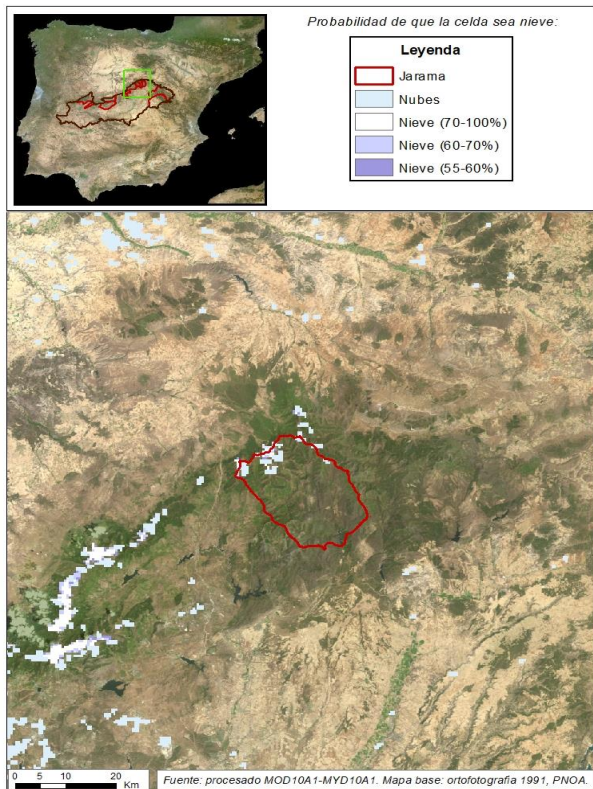 Probabilidad de que la celda sea nieve:
Leyenda
Jarama
Nubes
Nieve (70-100%)
Nieve (60-70%)
Nieve (55-60%)
0 5 10 20
Km
Fuente: procesado MOD10A1-MYD10A1. Mapa base: ortofotografia 1991, PNOA.